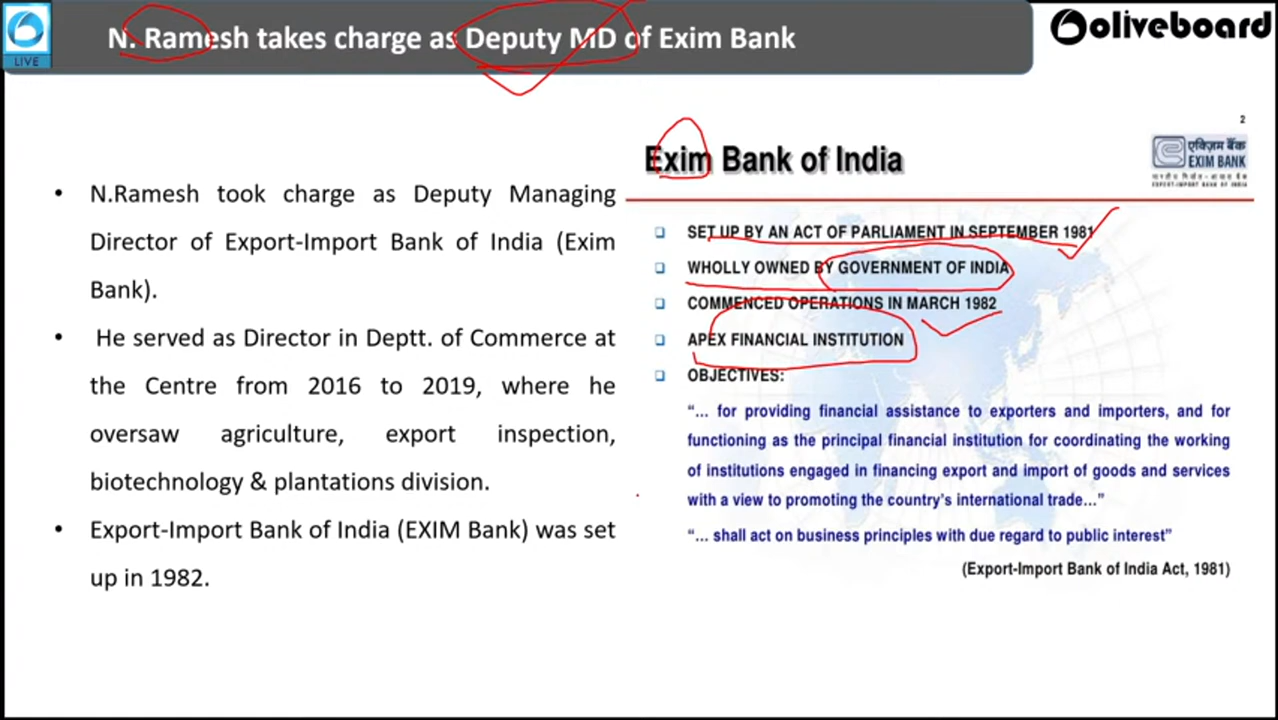 LIVE
N. Ramesh takes charge as Deputy MD of Exim Bank
oliveboard
• N.Ramesh took charge as Deputy Managing
Director of Export-Import Bank of India (Exim
Bank).
• He served as Director in Deptt. of Commerce at
the Centre from 2016 to 2019, where he
oversaw agriculture, export inspection,
biotechnology & plantations division.
• Export-Import Bank of India (EXIM Bank) was set
up in 1982.
2
Exim Bank of India
एक्ज़िम बैंक
EXIM BANK
भारतीय निर्यात-आयात बैंक
EXPORT-IMPORT BANK OF INDIA
❑ SET UP BY AN ACT OF PARLIAMENT IN SEPTEMBER 1981
❑ WHOLLY OWNED BY GOVERNMENT OF INDIA
❑ COMMENCED OPERATIONS IN MARCH 1982
❑ APEX FINANCIAL INSTITUTION
❑ OBJECTIVES:
“... for providing financial assistance to exporters and importers, and for
functioning as the principal financial institution for coordinating the working
of institutions engaged in financing export and import of goods and services
with a view to promoting the country’s international trade...”
“... shall act on business principles with due regard to public interest”
(Export-Import Bank of India Act, 1981)